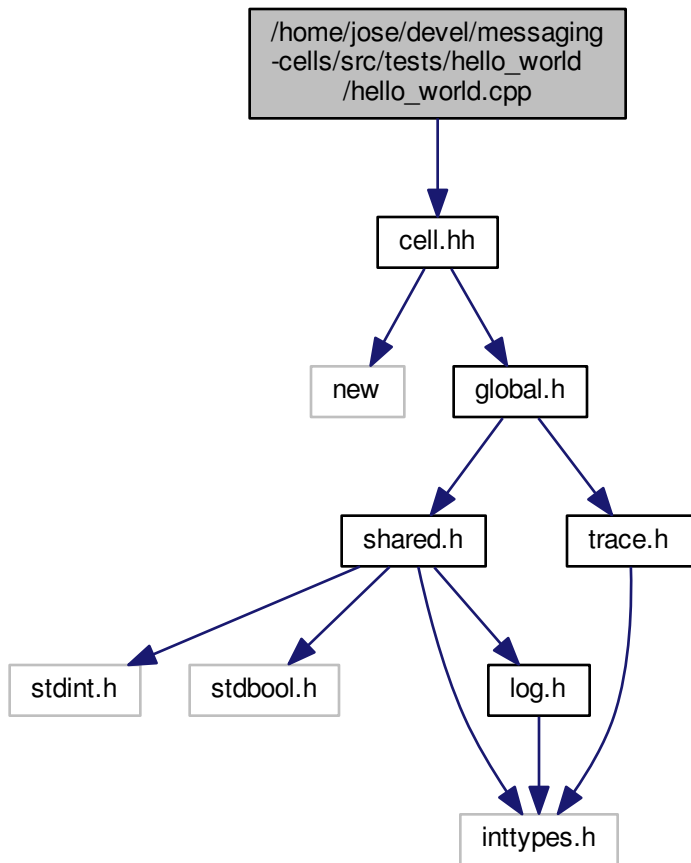 /home/jose/devel/messaging
-cells/src/tests/hello_world
/hello_world.cpp
cell.hh
new
global.h
shared.h
trace.h
stdint.h
stdbool.h
log.h
inttypes.h